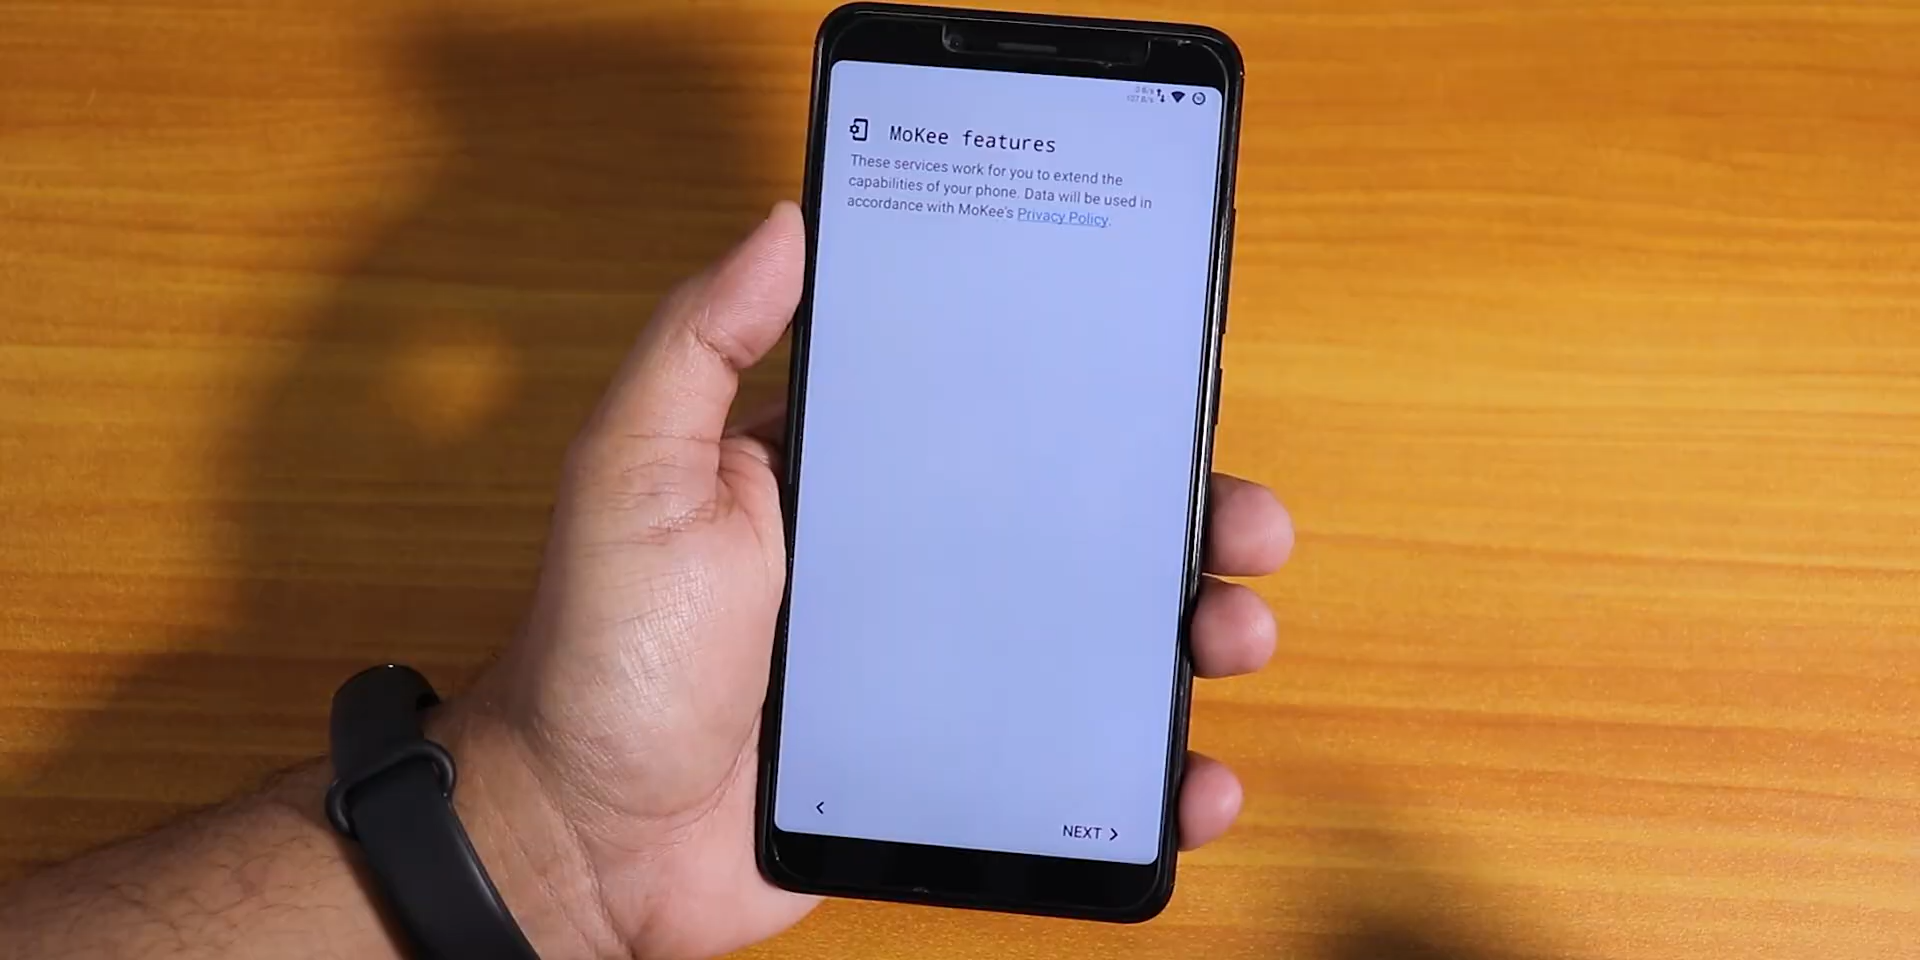 MoKee features
These services work for you to extend the
capabilities of your phone. Data will be used in
accordance with MoKee's Privacy Policy.
NEXT